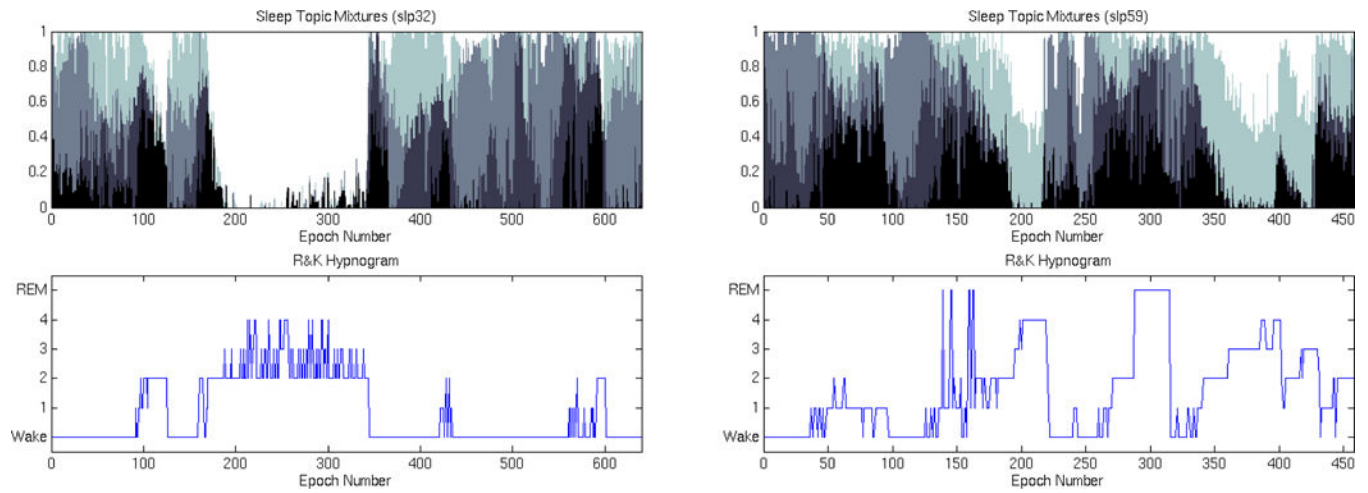 Sleep Topic Mixtures (slp32)
1
0.8
0.6
0.4
0.2
0
0 100 200 300 400 500 600
Epoch Number
R&K Hypnogram
REM
4
3
2
1
Wake
0 100 200 300 400 500 600
Epoch Number
Sleep Topic Mixtures (slp59)
1
0.8
0.6
0.4
0.2
0
0 50 100 150 200 250 300 350 400 450
Epoch Number
R&K Hypnogram
REM
4
3
2
1
Wake
0 50 100 150 200 250 300 350 400 450
Epoch Number